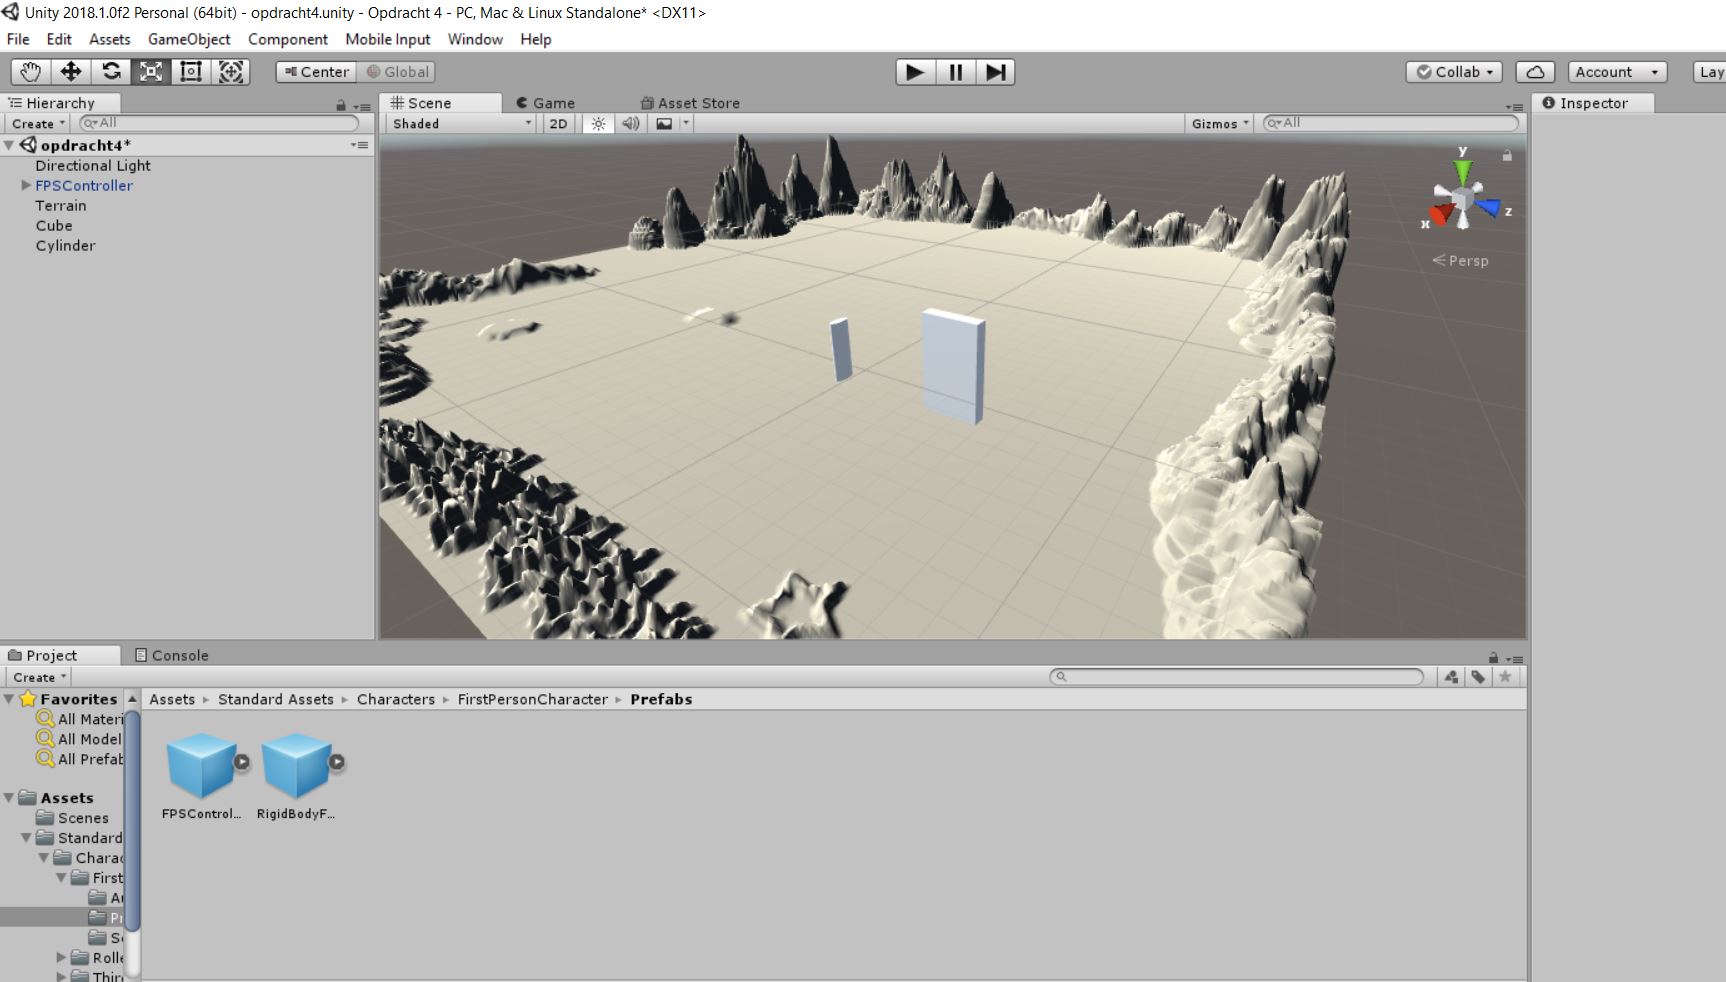 Unity 2018.1.0f2 Personal (64bit) - opdracht4.unity - Opdracht 4 - PC, Mac & Linux Standalone* <DX11>
File Edit Assets GameObject Component Mobile Input Window Help
Center Global Collab Account Lay
Hierarchy
Create All
opdracht4*
Directional Light
FPSController
Terrain
Cube
Cylinder
Scene Game Asset Store
Shaded 2D Gizmos All
y
x
z
Persp
Inspector
Project Console
Create
Favorites
All Materi
All Model
All Prefab
Assets
Scenes
Standard
Charac
First
Au
Pr
Sc
Rolle
Thir
Assets Standard Assets Characters FirstPersonCharacter Prefabs
FPSControl... RigidBodyF...